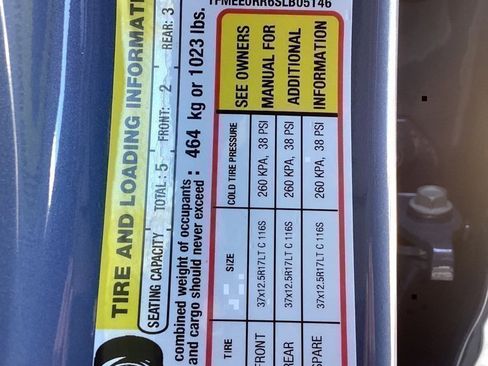 1FMEE0RR6SLB05146
TIRE AND LOADING INFORMATI
SEATING CAPACITY TOTAL: 5 FRONT: 2 REAR: 3
combined weight of occupants
and cargo should never exceed : 464 kg or 1023 lbs.
TIRE SIZE COLD TIRE PRESSURE SEE OWNERS
FRONT 37x12.5R17LT C 116S 260 KPA, 38 PSI MANUAL FOR
REAR 37x12.5R17LT C 116S 260 KPA, 38 PSI ADDITIONAL
SPARE 37x12.5R17LT C 116S 260 KPA, 38 PSI INFORMATION